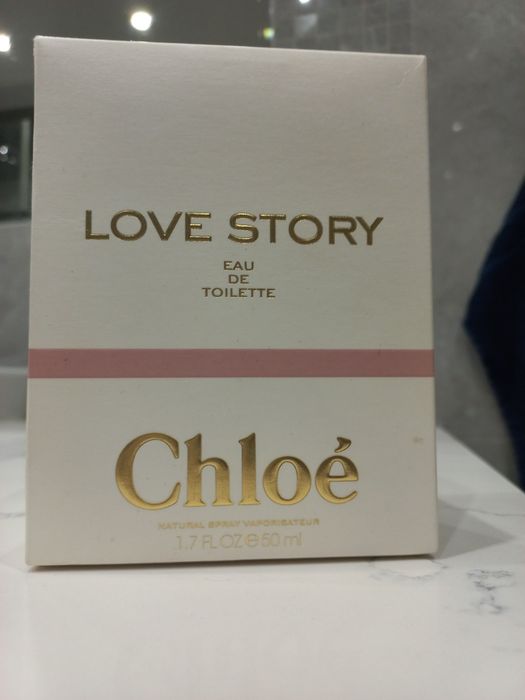 LOVE STORY
EAU
DE
TOILETTE
Chloé
NATURAL SPRAY VAPORISATEUR
1.7 FL OZ ℮ 50 ml